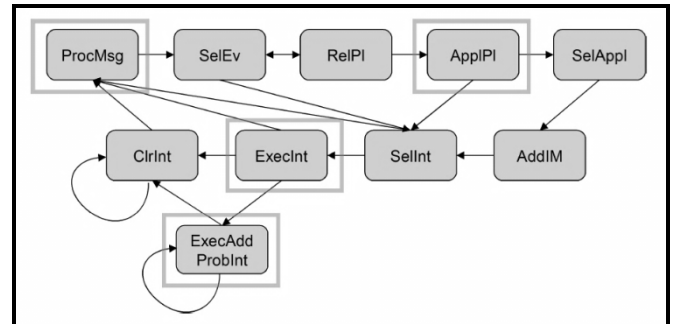 ProcMsg
SelEv
RelPl
ApplPl
SelAppl
ClrInt
ExecInt
SelInt
AddIM
ExecAdd
ProbInt